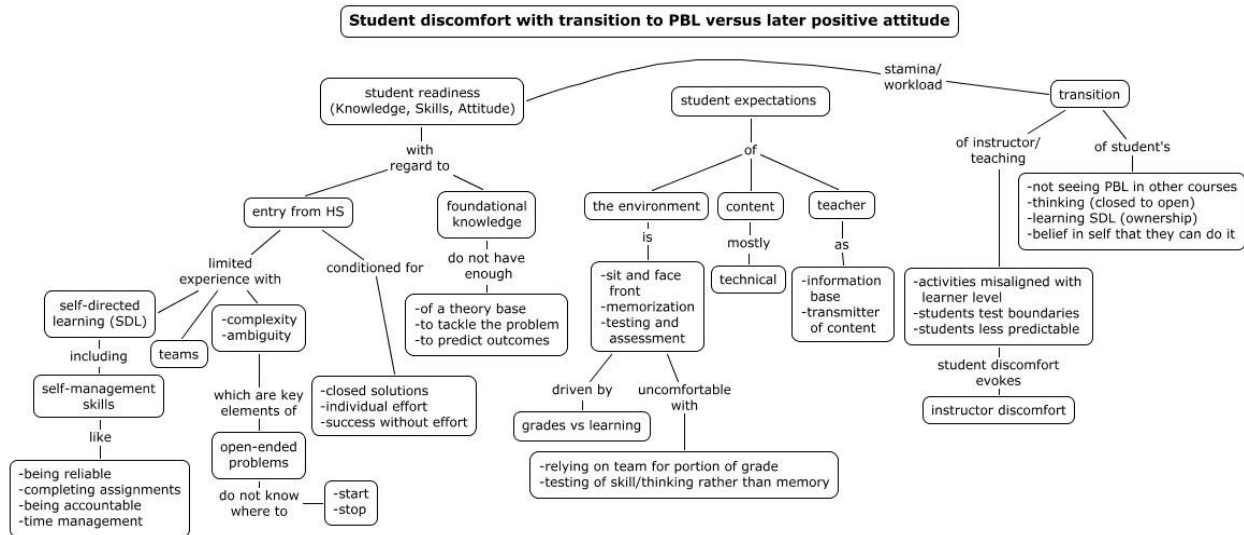 Student discomfort with transition to PBL versus later positive attitude
stamina/
workload
student readiness
(Knowledge, Skills, Attitude)
student expectations
transition
with
regard to
of
of instructor/
teaching
of student's
entry from HS
foundational
knowledge
the environment
content
teacher
-not seeing PBL in other courses
-thinking (closed to open)
-learning SDL (ownership)
-belief in self that they can do it
limited
experience with
conditioned for
do not have
enough
is
mostly
as
self-directed
learning (SDL)
teams
-complexity
-ambiguity
-of a theory base
-to tackle the problem
-to predict outcomes
-sit and face
front
-memorization
-testing and
assessment
technical
-information
base
-transmitter
of content
-activities misaligned with
learner level
-students test boundaries
-students less predictable
including
self-management
skills
which are key
elements of
-closed solutions
-individual effort
-success without effort
driven by
uncomfortable
with
student discomfort
evokes
like
open-ended
problems
grades vs learning
instructor discomfort
-being reliable
-completing assignments
-being accountable
-time management
do not know
where to
-start
-stop
-relying on team for portion of grade
-testing of skill/thinking rather than memory